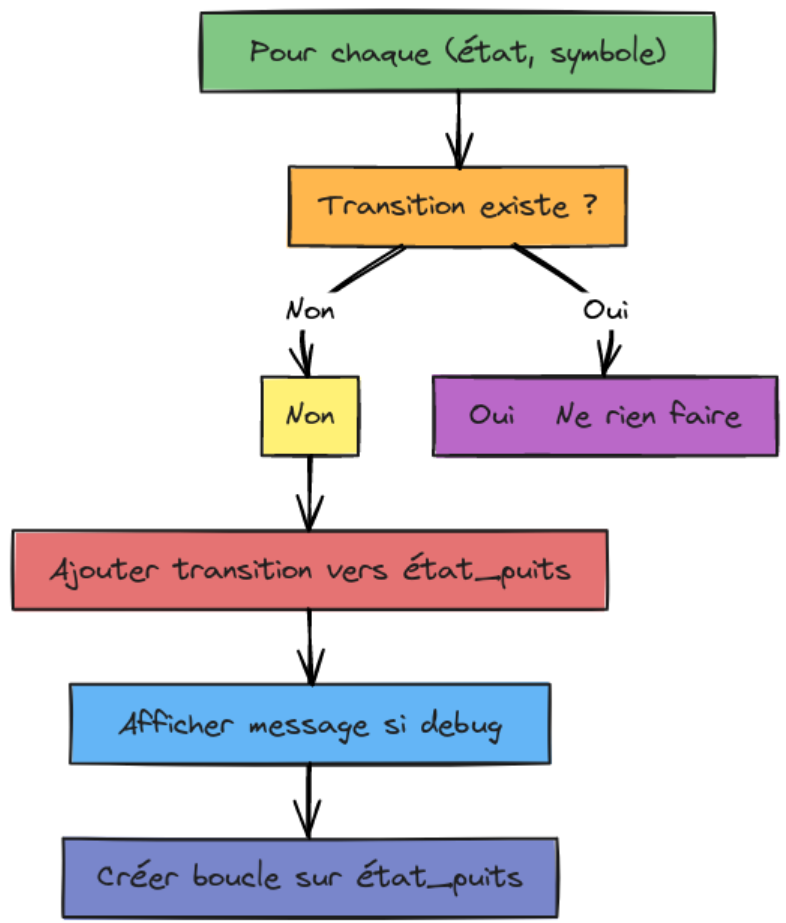 Pour chaque (état, symbole)
Transition existe ?
Non
Oui
Non
Oui Ne rien faire
Ajouter transition vers état_puits
Afficher message si debug
Créer boucle sur état_puits